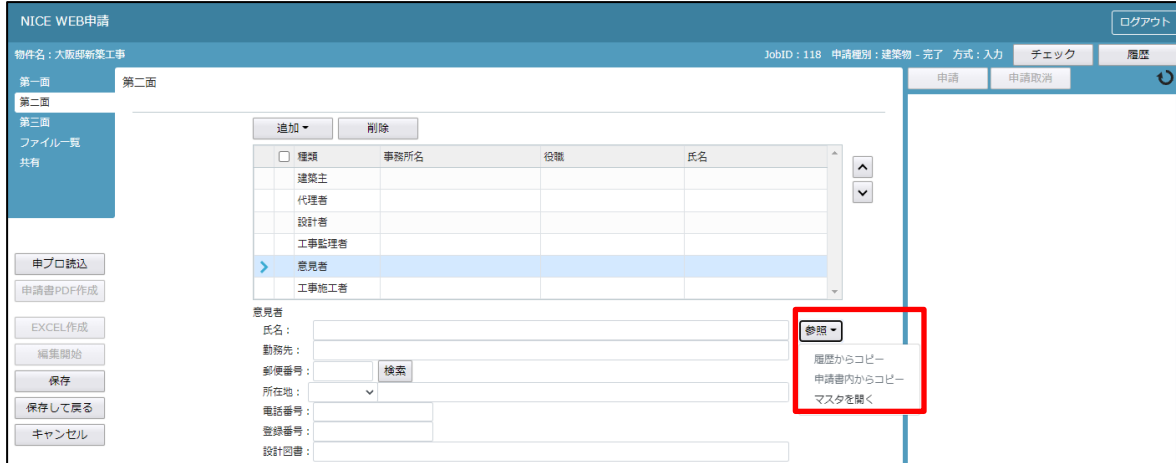 NICE WEB申請
ログアウト
物件名：大阪邸新築工事
JobID：118 申請種別：建築物 - 完了 方式：入力
チェック
履歴
第一面
第二面
第三面
ファイル一覧
共有
第二面
申請
申請取消
追加
削除
種類 事務所名 役職 氏名
建築主
代理者
設計者
工事監理者
意見者
工事施工者
申プロ読込
申請書PDF作成
EXCEL作成
編集開始
保存
保存して戻る
キャンセル
意見者
氏名：
参照
勤務先：
履歴からコピー
郵便番号： 検索
申請書内からコピー
所在地：
マスタを開く
電話番号：
登録番号：
設計図書：